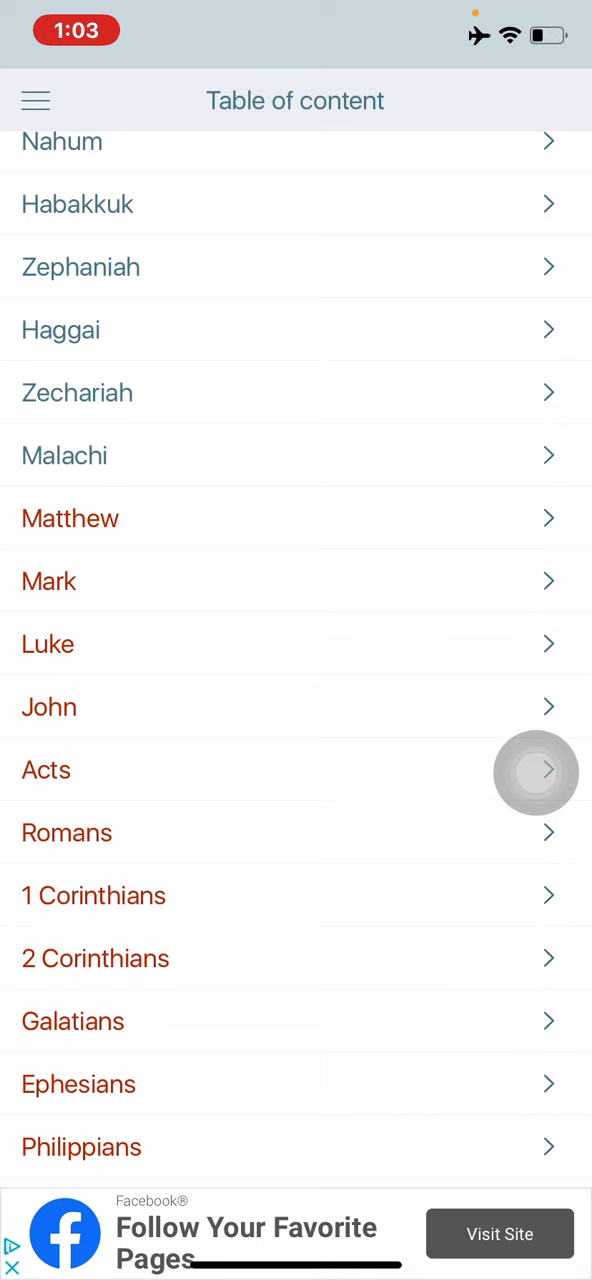 1:03
Table of content
Nahum
Habakkuk
Zephaniah
Haggai
Zechariah
Malachi
Matthew
Mark
Luke
John
Acts
Romans
1 Corinthians
2 Corinthians
Galatians
Ephesians
Philippians
Facebook®
Follow Your Favorite
Pages
Visit Site